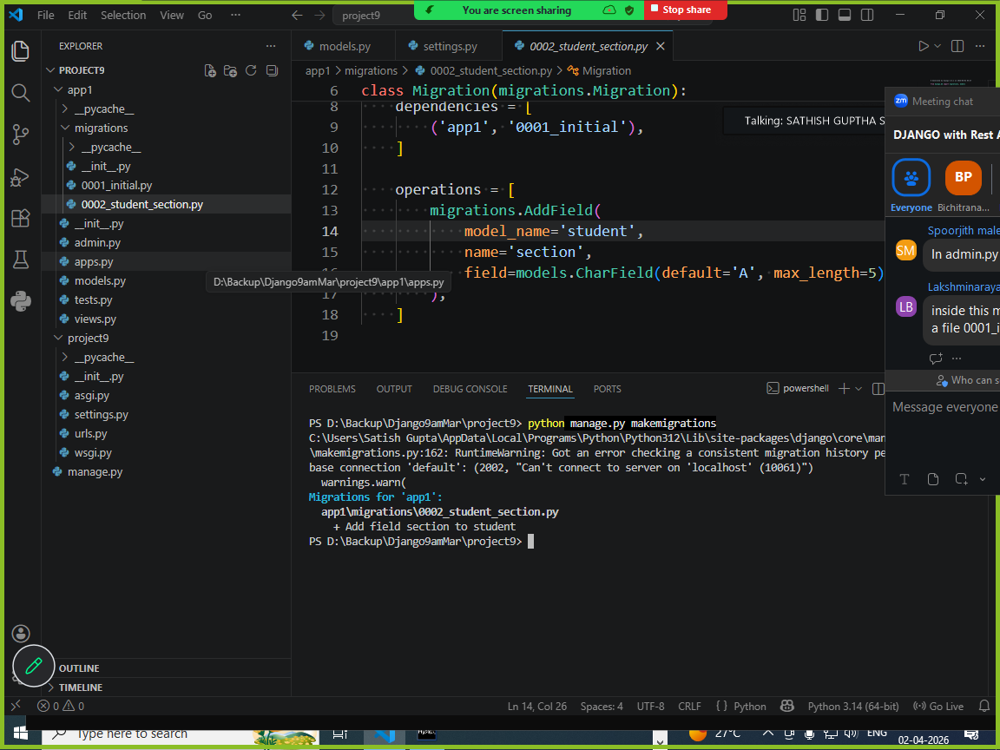 File Edit Selection View Go ··· project9
You are screen sharing Stop share
EXPLORER
PROJECT9
app1
__pycache__
migrations
__pycache__
__init__.py
0001_initial.py
0002_student_section.py
__init__.py
admin.py
apps.py
models.py
tests.py
views.py
project9
__pycache__
__init__.py
asgi.py
settings.py
urls.py
wsgi.py
manage.py
OUTLINE
TIMELINE
D:\Backup\Django9amMar\project9\app1\apps.py
models.py settings.py 0002_student_section.py
app1 > migrations > 0002_student_section.py > Migration
6 class Migration(migrations.Migration):
8 dependencies = [
9 ('app1', '0001_initial'),
10 ]
11
12 operations = [
13 migrations.AddField(
14 model_name='student',
15 name='section',
16 field=models.CharField(default='A', max_length=5)
17 ),
18 ]
19
Talking: SATHISH GUPTHA S
PROBLEMS OUTPUT DEBUG CONSOLE TERMINAL PORTS powershell
PS D:\Backup\Django9amMar\project9> python manage.py makemigrations
C:\Users\Satish Gupta\AppData\Local\Programs\Python\Python312\Lib\site-packages\django\core\man
\makemigrations.py:162: RuntimeWarning: Got an error checking a consistent migration history pe
base connection 'default': (2002, "Can't connect to server on 'localhost' (10061)")
warnings.warn(
Migrations for 'app1':
app1\migrations\0002_student_section.py
+ Add field section to student
PS D:\Backup\Django9amMar\project9>
zm Meeting chat
DJANGO with Rest A
BP
Everyone Bichitrana...
Spoorjith male
SM In admin.py
Lakshminaraya
LB inside this m
a file 0001_i
Who can s
Message everyone
0 0 Ln 14, Col 26 Spaces: 4 UTF-8 CRLF { } Python Python 3.14 (64-bit) Go Live
Type here to search 27°C ENG 02-04-2026